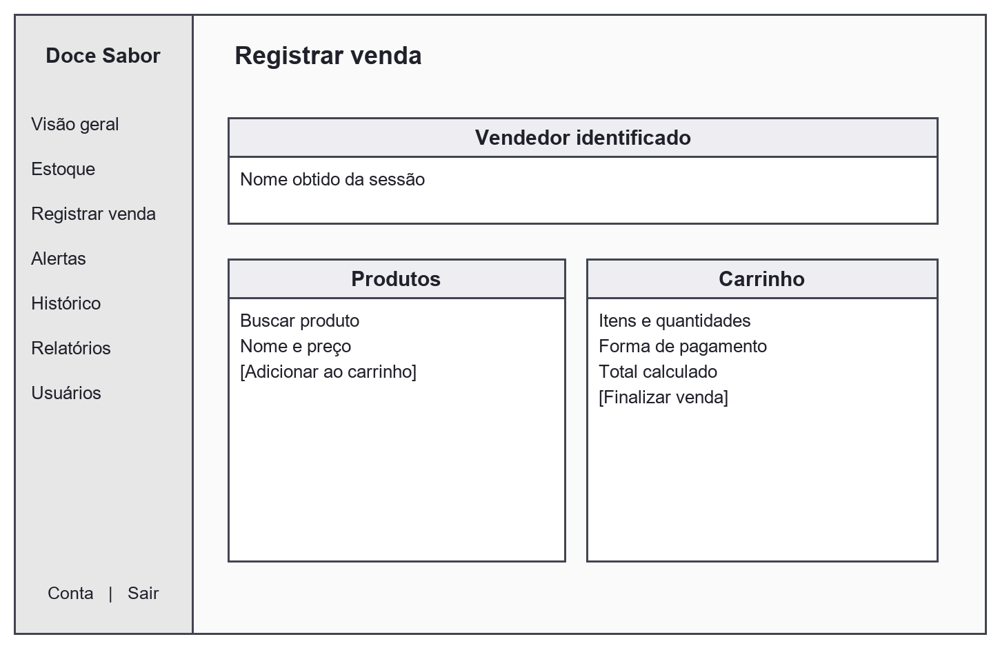 Doce Sabor
Visão geral
Estoque
Registrar venda
Alertas
Histórico
Relatórios
Usuários
Conta | Sair
Registrar venda
Vendedor identificado
Nome obtido da sessão
Produtos
Buscar produto
Nome e preço
[Adicionar ao carrinho]
Carrinho
Itens e quantidades
Forma de pagamento
Total calculado
[Finalizar venda]